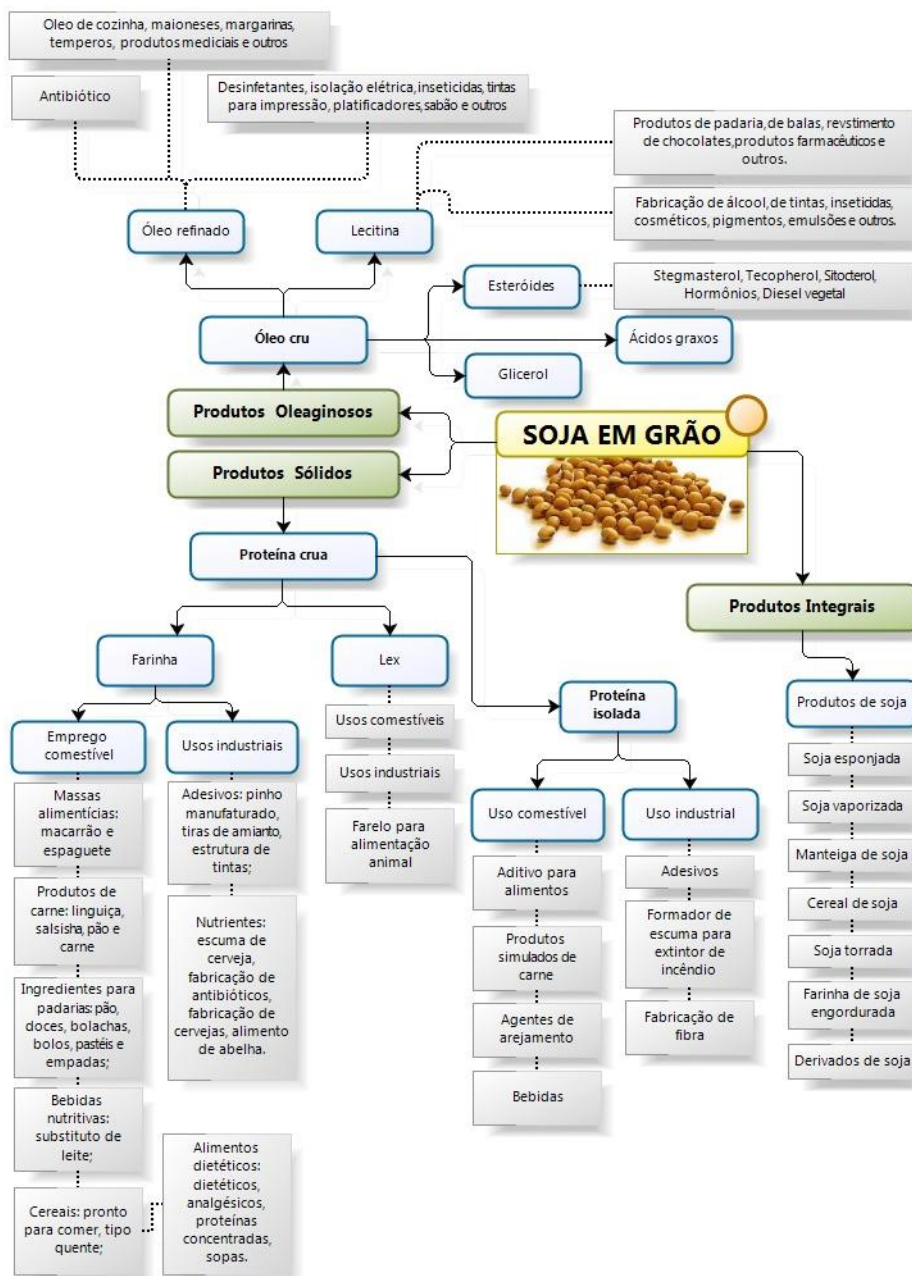 Oleo de cozinha, maioneses, margarinas,
temperos, produtos mediciais e outros
Antibiótico
Desinfetantes, isolação elétrica, inseticidas, tintas
para impressão, platificadores, sabão e outros
Produtos de padaria, de balas, revstimento
de chocolates, produtos farmacêuticos e
outros.
Fabricação de álcool, de tintas, inseticidas,
cosméticos, pigmentos, emulsões e outros.
Óleo refinado
Lecitina
Esteróides
Stegmasterol, Tecopherol, Sitocterol,
Hormônios, Diesel vegetal
Óleo cru
Ácidos graxos
Glicerol
Produtos Oleaginosos
SOJA EM GRÃO
Produtos Sólidos
Proteína crua
Produtos Integrais
Farinha
Lex
Proteína
isolada
Produtos de soja
Emprego
comestível
Usos industriais
Usos comestíveis
Usos industriais
Farelo para
alimentação
animal
Massas
alimentícias:
macarrão e
espaguete
Produtos de
carne: linguiça,
salsisha, pão e
carne
Ingredientes para
padarias: pão,
doces, bolachas,
bolos, pastéis e
empadas;
Bebidas
nutritivas:
substituto de
leite;
Cereais: pronto
para comer, tipo
quente;
Alimentos
dietéticos:
dietéticos,
analgésicos,
proteínas
concentradas,
sopas.
Adesivos: pinho
manufaturado,
tiras de amianto,
estrutura de
tintas;
Nutrientes:
escuma de
cerveja,
fabricação de
antibióticos,
fabricação de
cervejas, alimento
de abelha.
Uso comestível
Aditivo para
alimentos
Produtos
simulados de
carne
Agentes de
arejamento
Bebidas
Uso industrial
Adesivos
Formador de
escuma para
extintor de
incêndio
Fabricação de
fibra
Soja esponjada
Soja vaporizada
Manteiga de soja
Cereal de soja
Soja torrada
Farinha de soja
engordurada
Derivados de soja